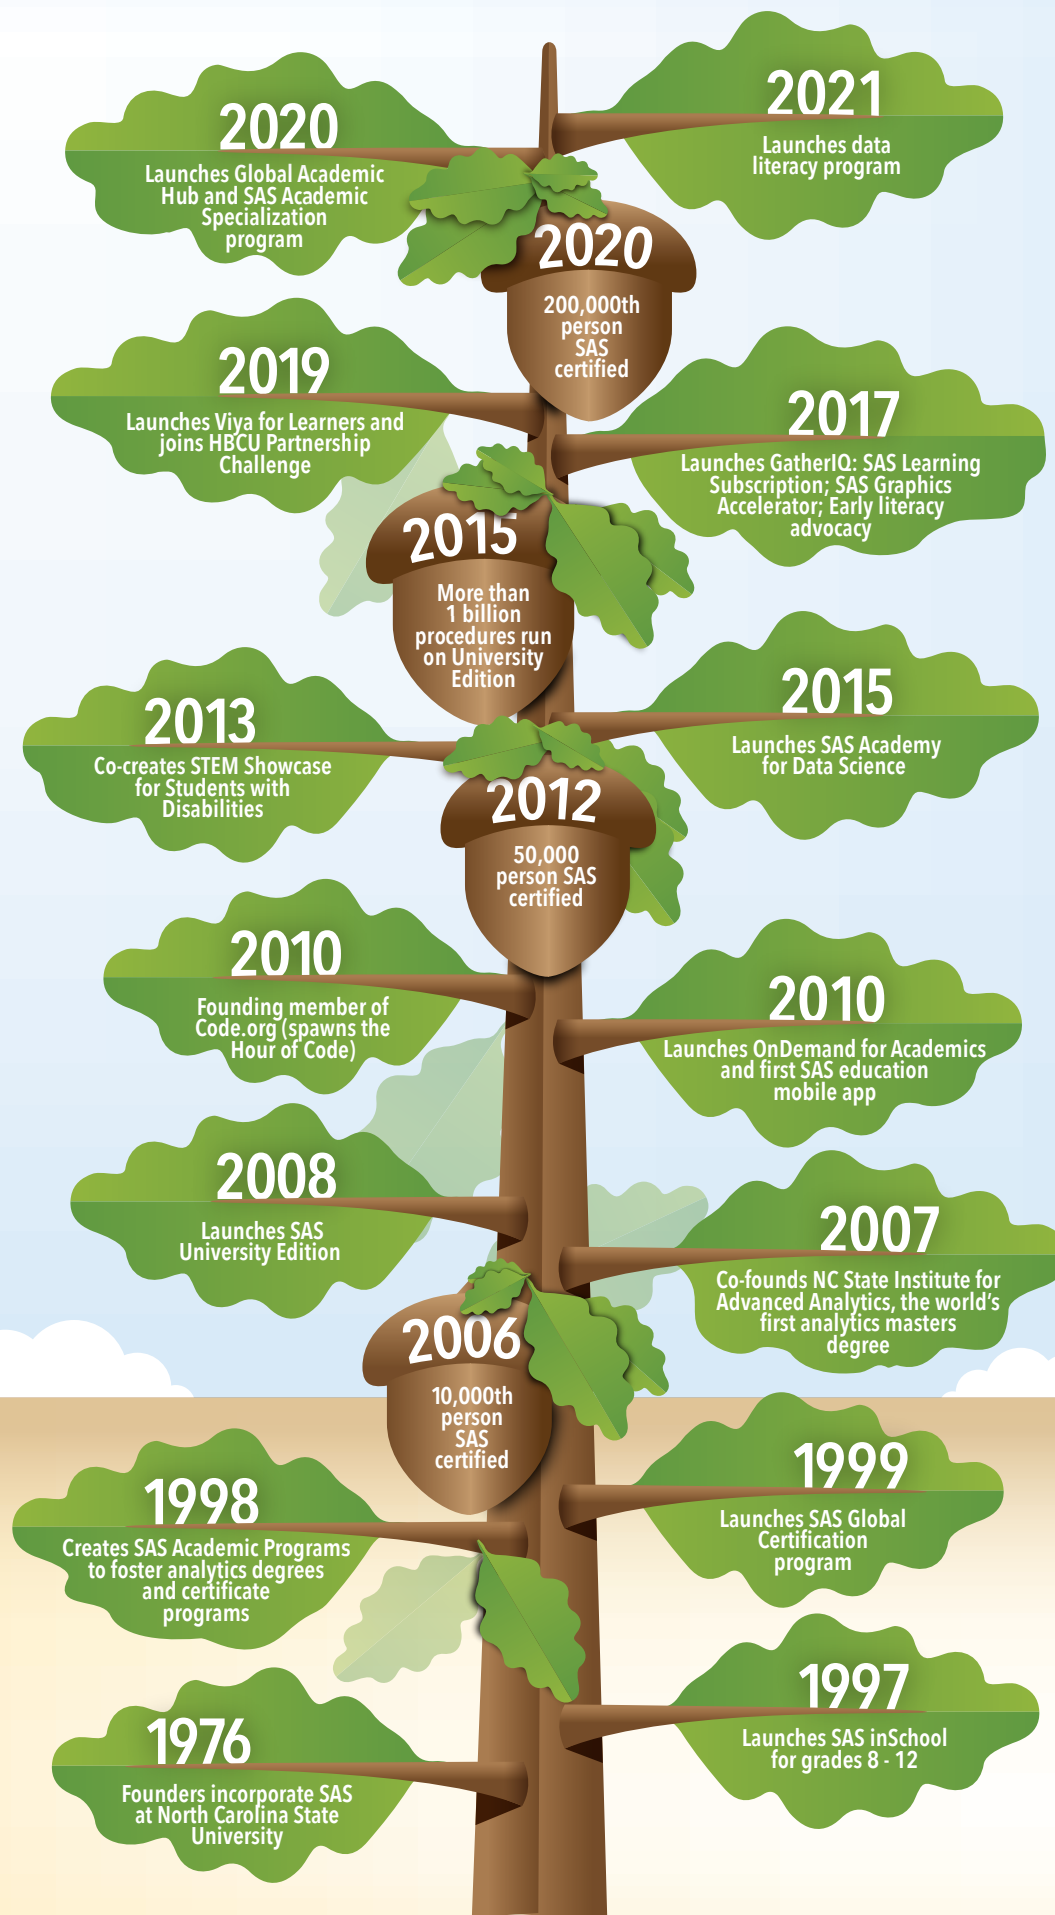 2021
Launches data
literacy program
2020
Launches Global Academic
Hub and SAS Academic
Specialization
program
2020
200,000th
person
SAS
certified
2019
Launches Viya for Learners and
joins HBCU Partnership
Challenge
2017
Launches GatherIQ: SAS Learning
Subscription; SAS Graphics
Accelerator; Early literacy
advocacy
2015
More than
1 billion
procedures run
on University
Edition
2015
Launches SAS Academy
for Data Science
2013
Co-creates STEM Showcase
for Students with
Disabilities
2012
50,000
person SAS
certified
2010
Founding member of
Code.org (spawns the
Hour of Code)
2010
Launches OnDemand for Academics
and first SAS education
mobile app
2008
Launches SAS
University Edition
2007
Co-founds NC State Institute for
Advanced Analytics, the world's
first analytics masters
degree
2006
10,000th
person
SAS
certified
1999
Launches SAS Global
Certification
program
1998
Creates SAS Academic Programs
to foster analytics degrees
and certificate
programs
1997
Launches SAS inSchool
for grades 8 - 12
1976
Founders incorporate SAS
at North Carolina State
University